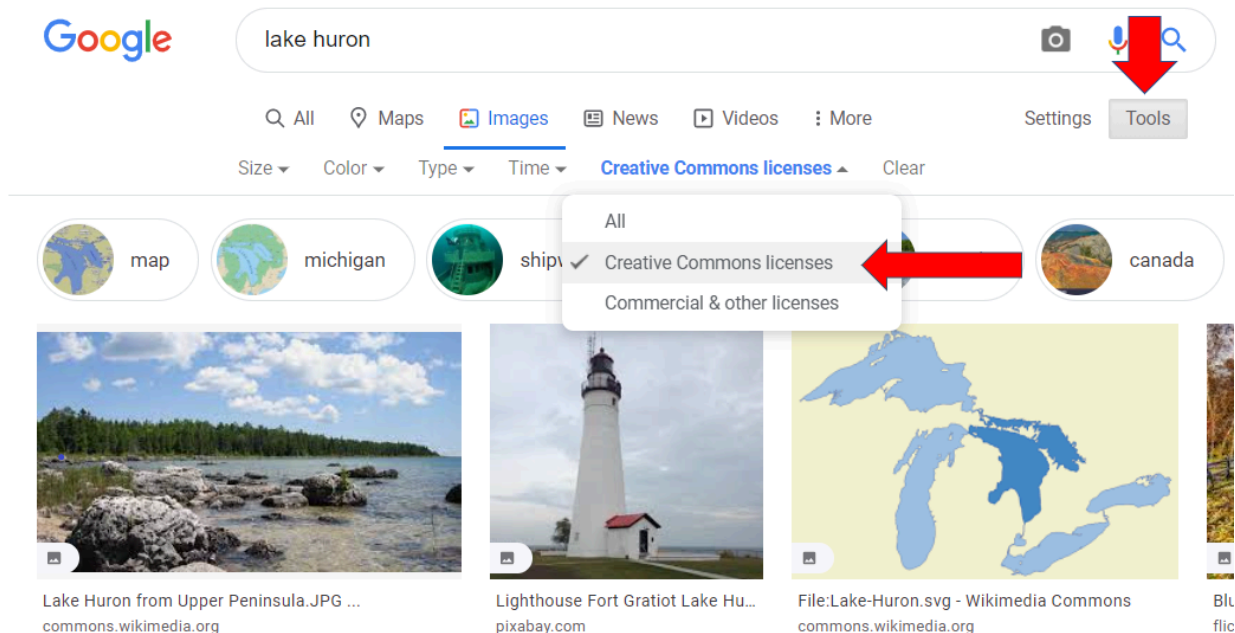 Google
lake huron
All Maps Images News Videos More Settings Tools
Size Color Type Time Creative Commons licenses Clear
All
Creative Commons licenses
Commercial & other licenses
map michigan canada
Lake Huron from Upper Peninsula.JPG ...
commons.wikimedia.org
Lighthouse Fort Gratiot Lake Hu...
pixabay.com
File:Lake-Huron.svg - Wikimedia Commons
commons.wikimedia.org